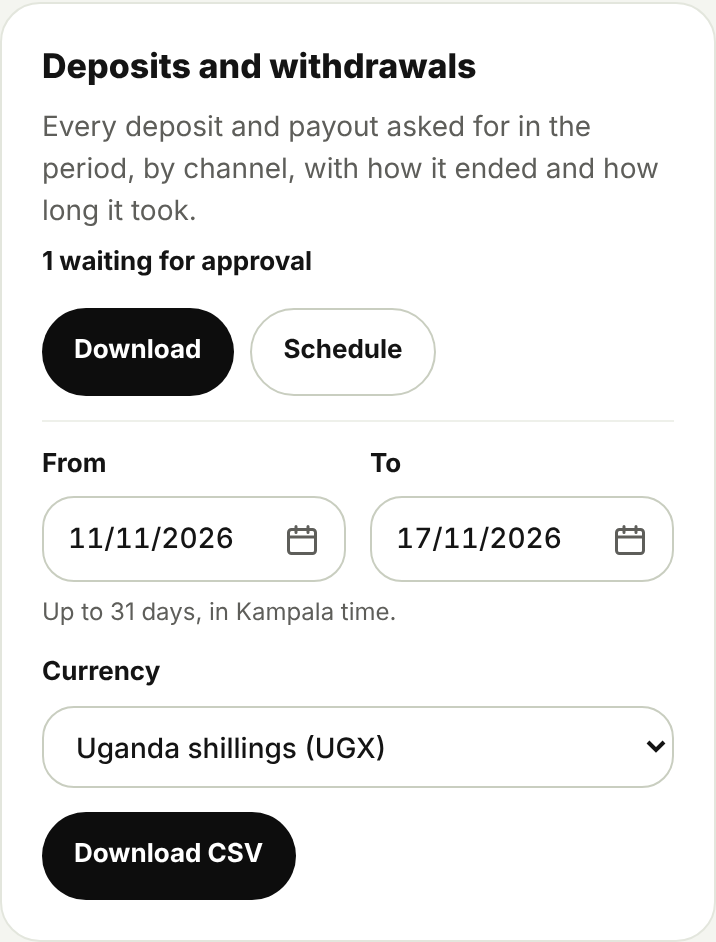 Deposits and withdrawals
Every deposit and payout asked for in the
period, by channel, with how it ended and how
long it took.
1 waiting for approval
Download Schedule
From To
11/11/2026 17/11/2026
Up to 31 days, in Kampala time.
Currency
Uganda shillings (UGX)
Download CSV